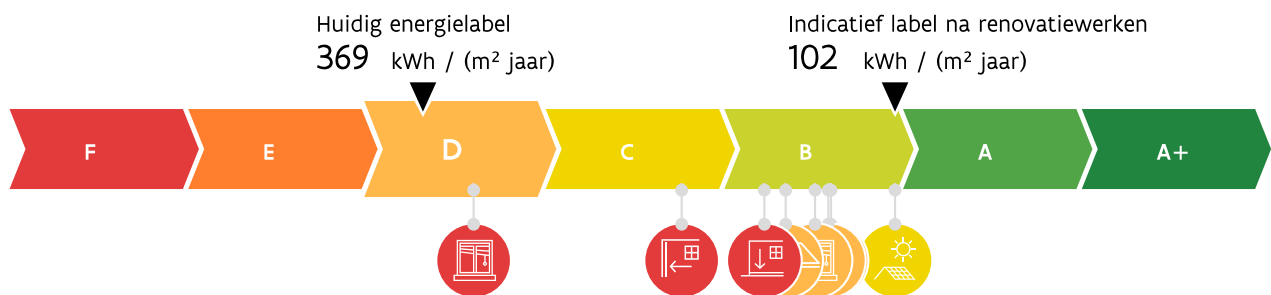 Huidig energielabel
369 kWh / (m² jaar)
Indicatief label na renovatiewerken
102 kWh / (m² jaar)
F E D C B A A+